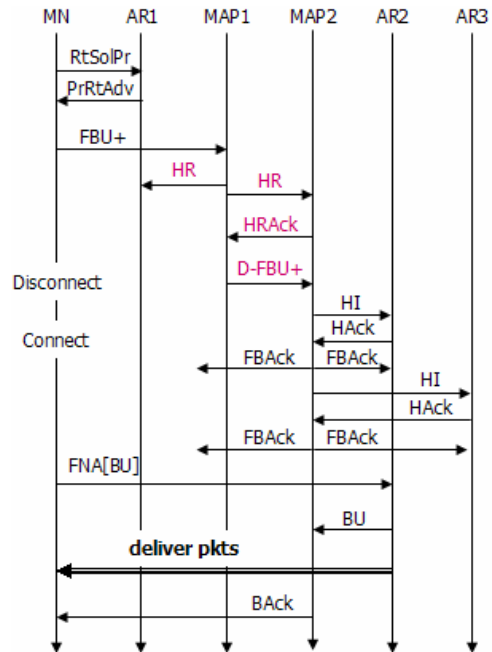 MN AR1 MAP1 MAP2 AR2 AR3
RtSolPr
PrRtAdv
FBU+
HR
HR
HRAck
D-FBU+
Disconnect
HI
Connect
HAck
FBAck FBAck
HI
HAck
FBAck FBAck
FNA[BU]
BU
deliver pkts
BAck